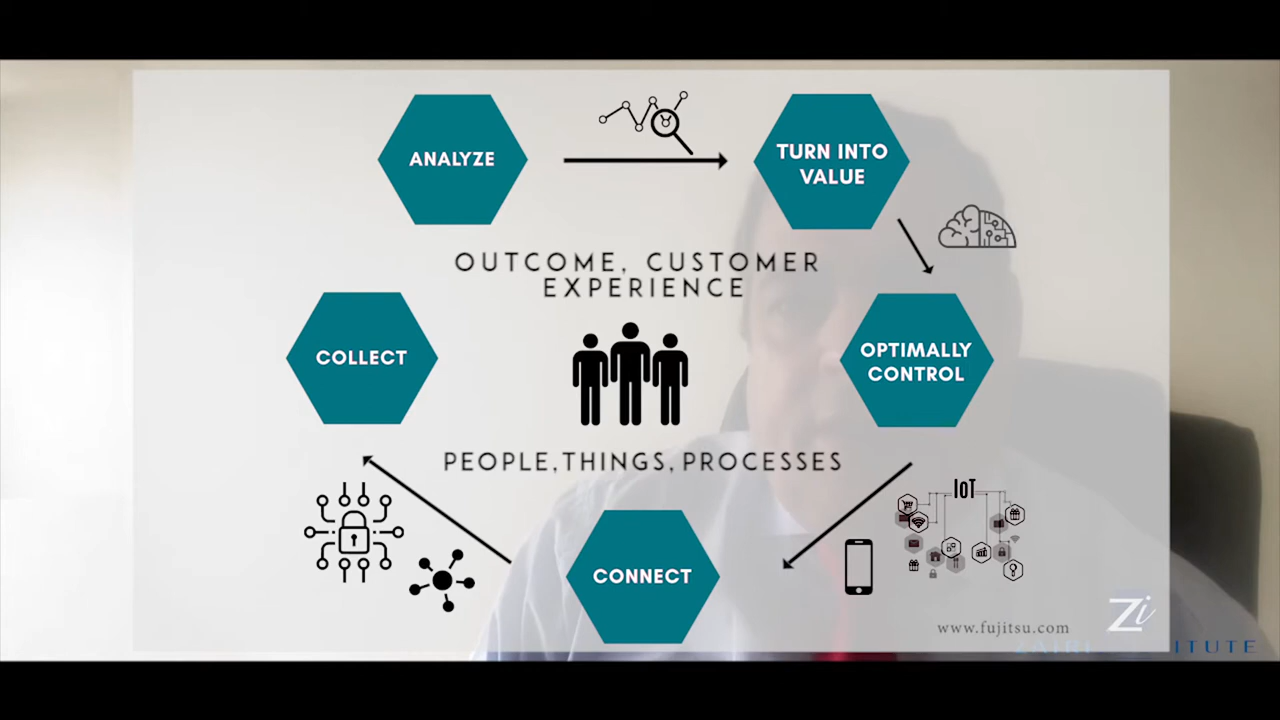 ANALYZE
TURN INTO
VALUE
OUTCOME, CUSTOMER
EXPERIENCE
COLLECT
OPTIMALLY
CONTROL
PEOPLE, THINGS, PROCESSES
IoT
CONNECT
www.fujitsu.com
Zi